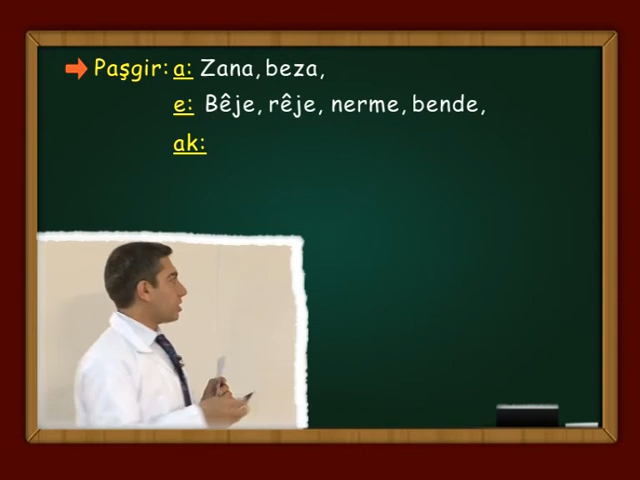 Paşgir: a: Zana, beza,
e: Bêje, rêje, nerme, bende,
ak: